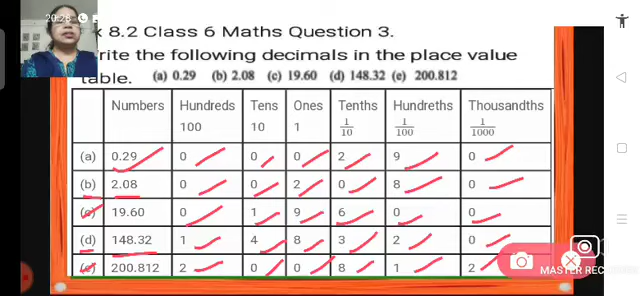 20:28
8.2 Class 6 Maths Question 3.
the following decimals in the place value
table. (a) 0.29 (b) 2.08 (c) 19.60 (d) 148.32 (e) 200.812
Numbers Hundreds Tens Ones Tenths Hundreths Thousandths
100 10 1 1/10 1/100 1/1000
(a) 0.29 0 0 0 2 9 0
(b) 2.08 0 0 2 0 8 0
(c) 19.60 0 1 9 6 0 0
(d) 148.32 1 4 8 3 2 0
(e) 200.812 2 0 0 8 1 2
MASTER REC